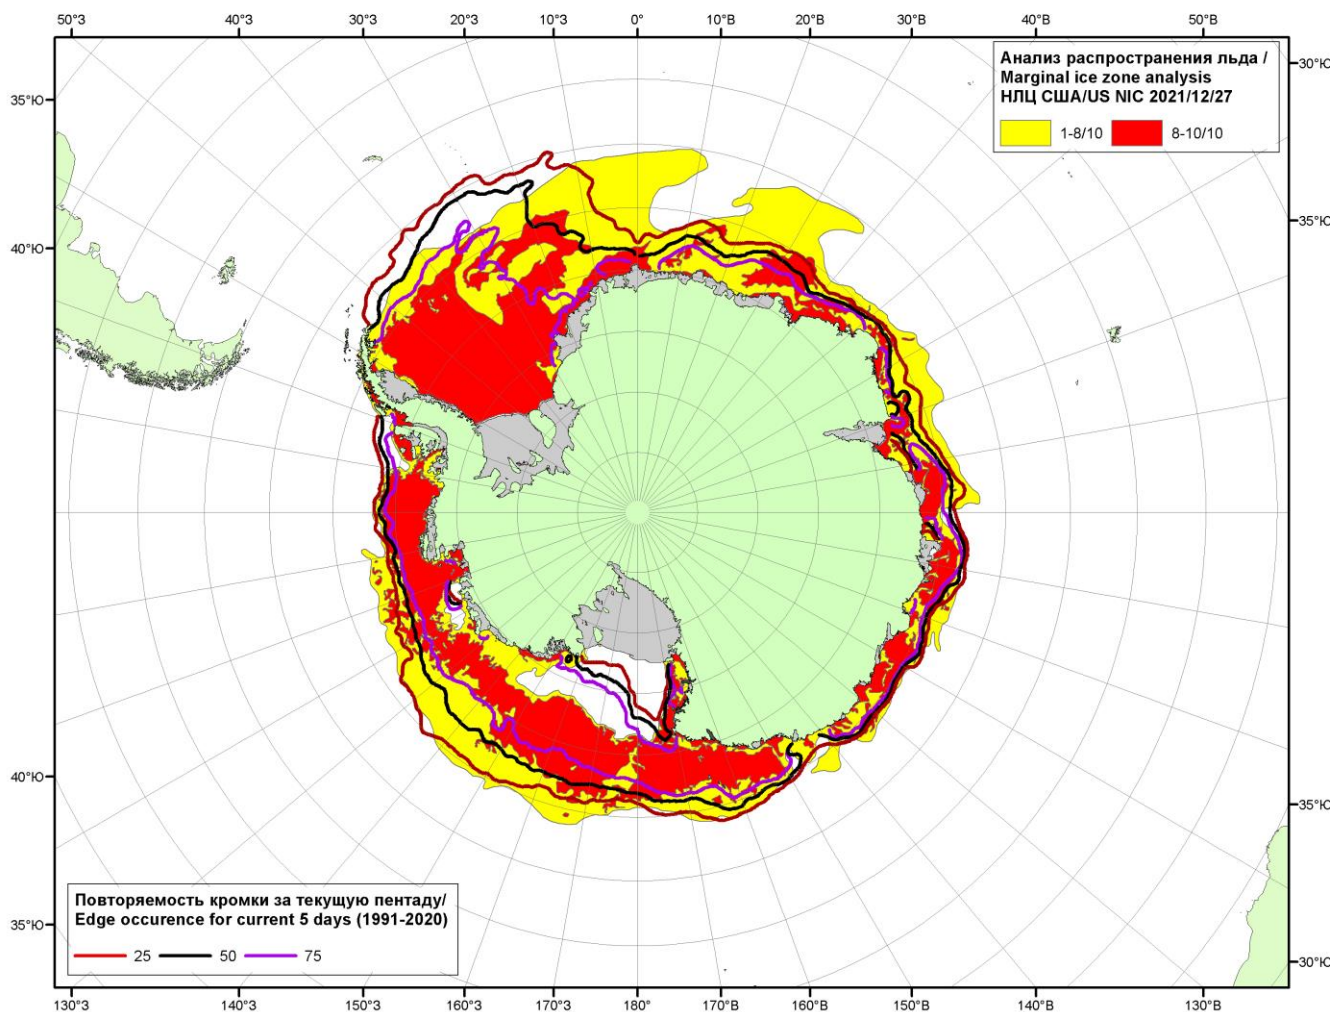 50°З 40°З 30°З 20°З 10°З 0° 10°В 20°В 30°В 40°В 50°В
Анализ распространения льда /
Marginal ice zone analysis
НЛЦ США/US NIC 2021/12/27
1-8/10 8-10/10
30°Ю
35°Ю
35°Ю
40°Ю
40°Ю
35°Ю
Повторяемость кромки за текущую пентаду/
Edge occurence for current 5 days (1991-2020)
25 50 75
35°Ю
30°Ю
130°З 140°З 150°З 160°З 170°З 180° 170°В 160°В 150°В 140°В 130°В